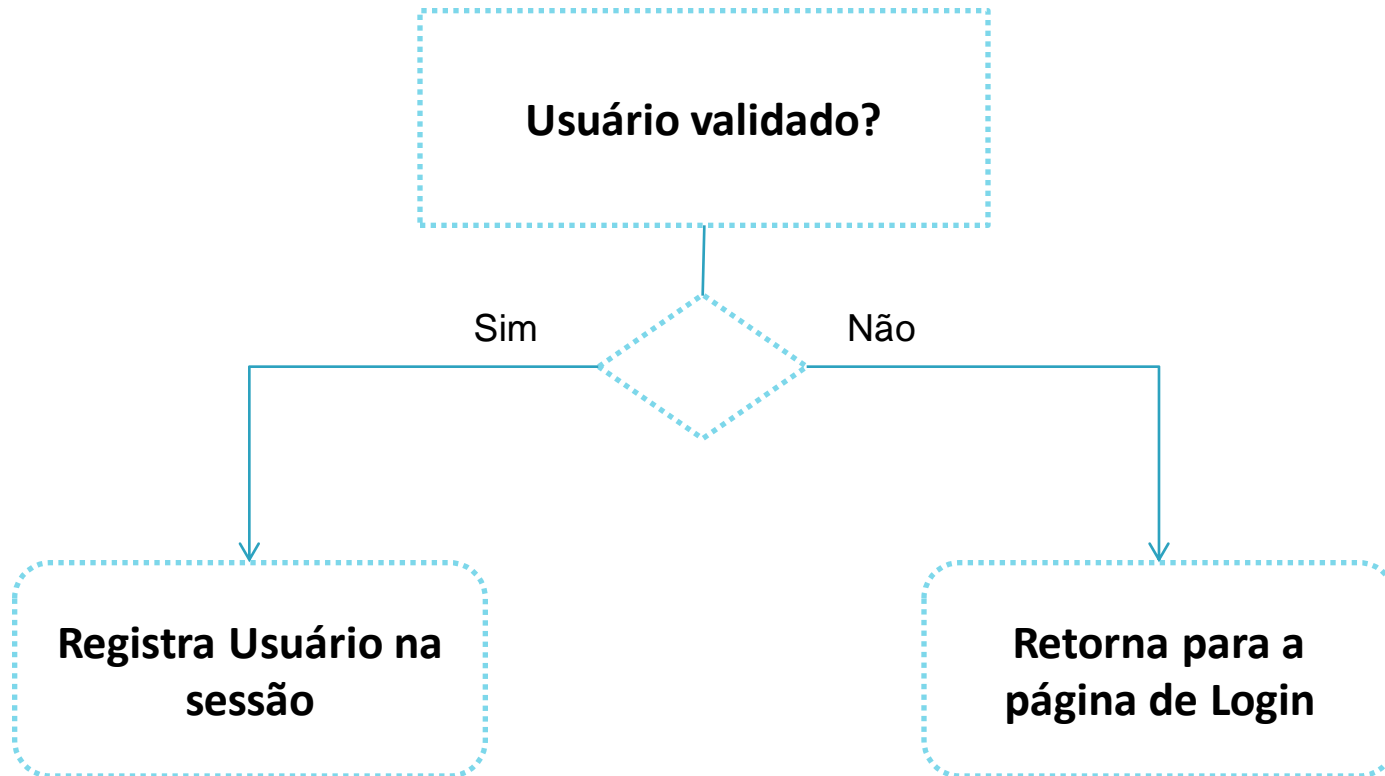 Usuário validado?
Sim
Não
Registra Usuário na
sessão
Retorna para a
página de Login